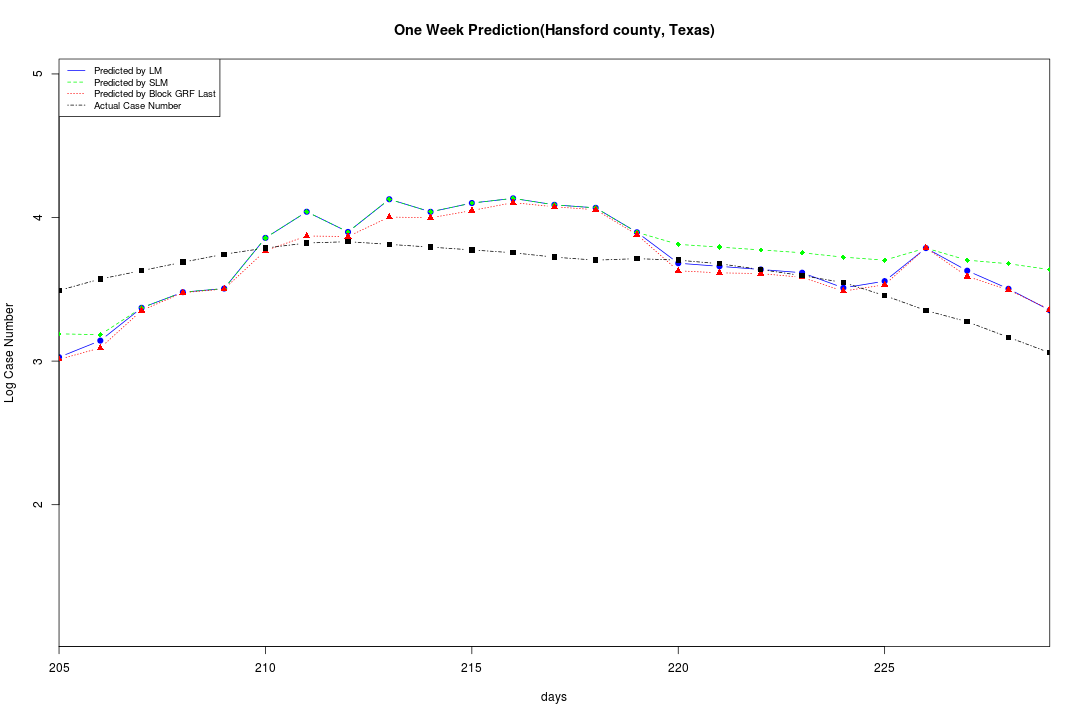 One Week Prediction(Hansford county, Texas)
Predicted by LM
Predicted by SLM
Predicted by Block GRF Last
Actual Case Number
5
4
3
2
Log Case Number
205 210 215 220 225
days